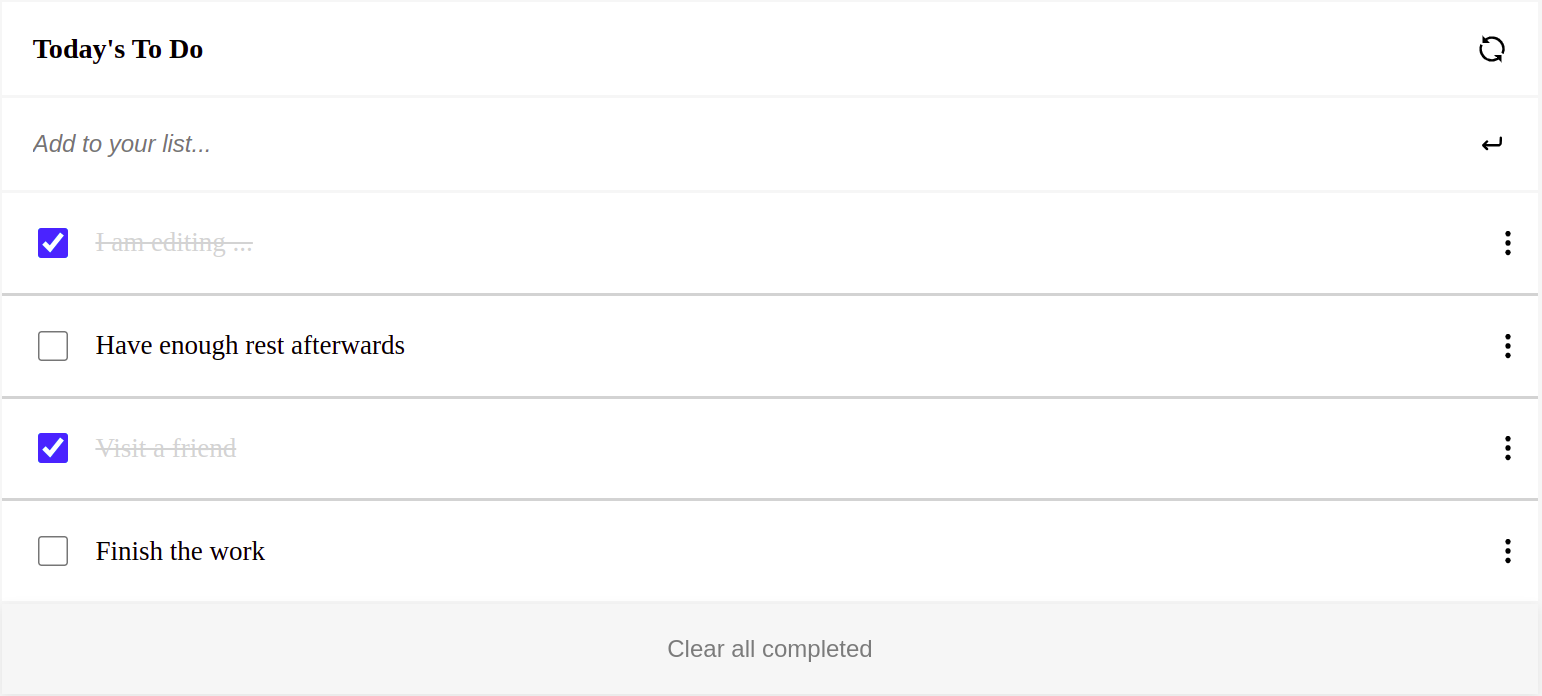 Today's To Do
Add to your list...
I am editing ...
Have enough rest afterwards
Visit a friend
Finish the work
Clear all completed